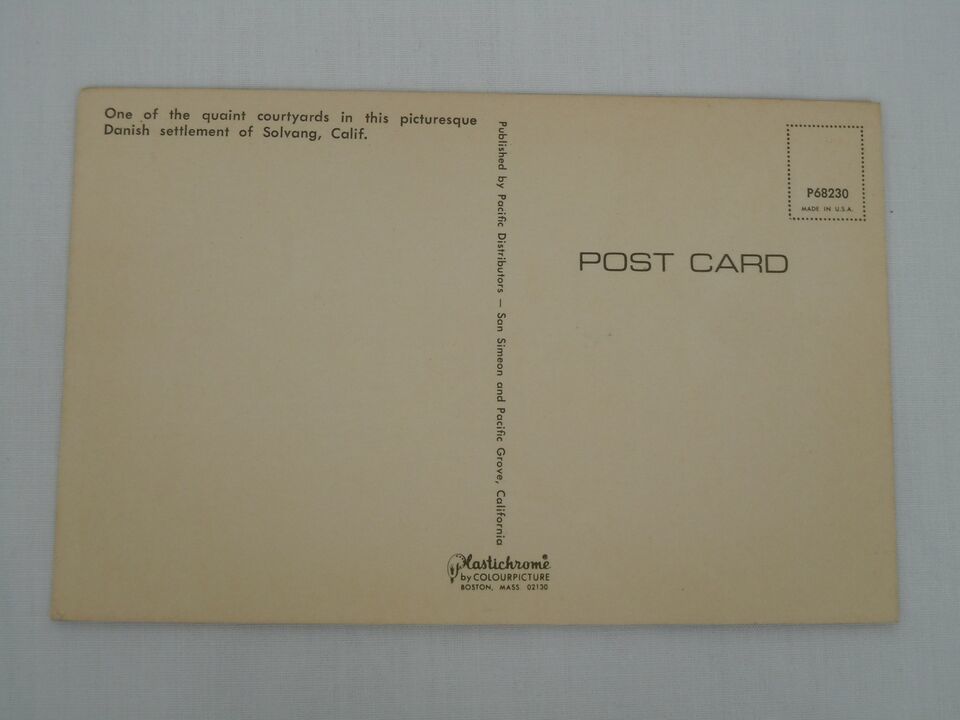 One of the quaint courtyards in this picturesque
Danish settlement of Solvang, Calif.
Published by Pacific Distributors — San Simeon and Pacific Grove, California
P68230
MADE IN U.S.A.
POST CARD
Plastichrome®
by COLOURPICTURE
BOSTON, MASS 02130